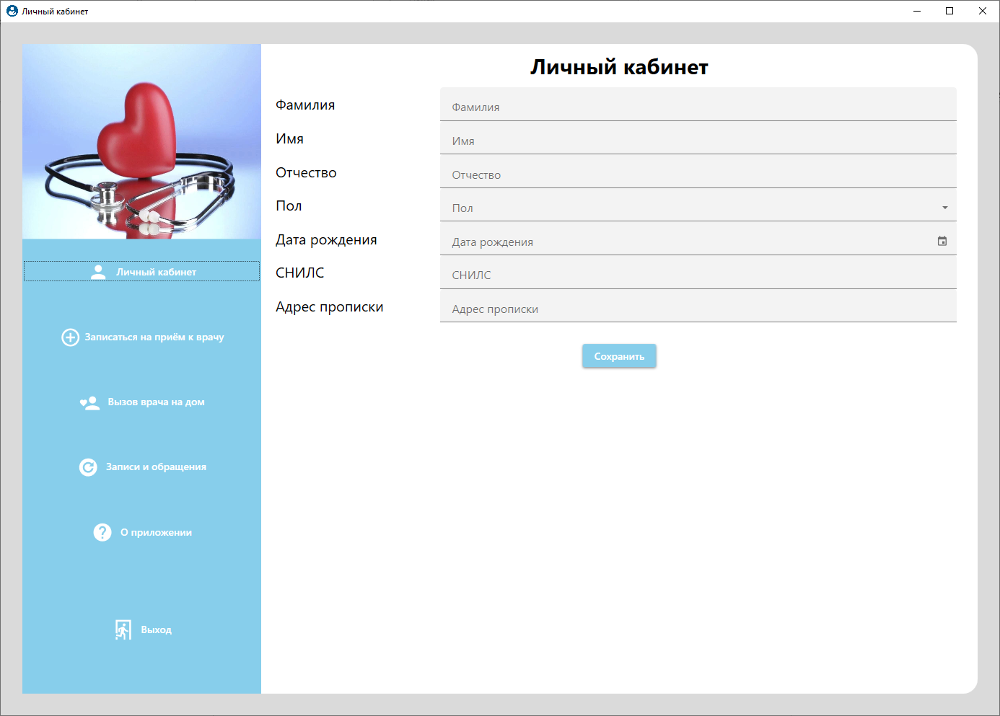 Личный кабинет
Личный кабинет
Фамилия
Фамилия
Имя
Имя
Отчество
Отчество
Пол
Пол
Дата рождения
Дата рождения
СНИЛС
СНИЛС
Адрес прописки
Адрес прописки
Сохранить
Личный кабинет
Записаться на приём к врачу
Вызов врача на дом
Записи и обращения
О приложении
Выход